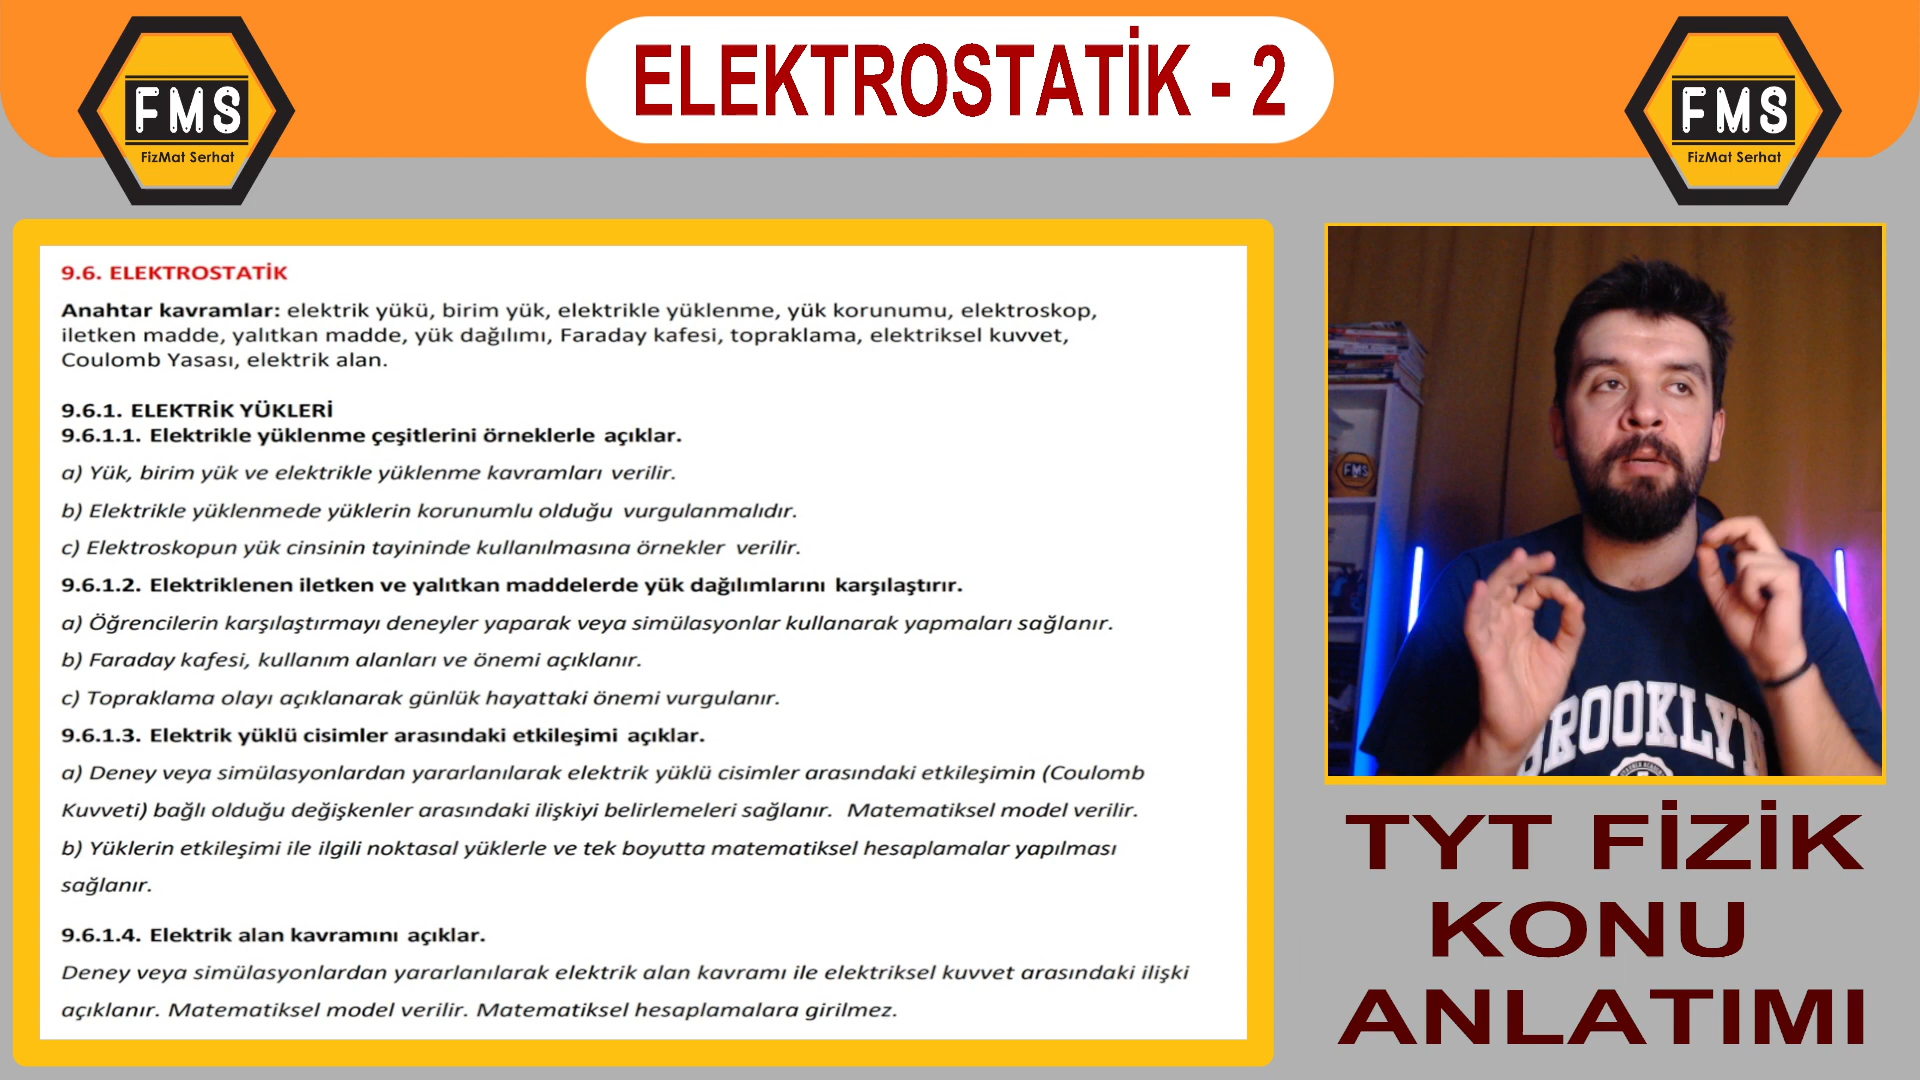 ELEKTROSTATİK - 2
FMS
FizMat Serhat
FMS
FizMat Serhat
9.6. ELEKTROSTATİK
Anahtar kavramlar: elektrik yükü, birim yük, elektrikle yüklenme, yük korunumu, elektroskop,
iletken madde, yalıtkan madde, yük dağılımı, Faraday kafesi, topraklama, elektriksel kuvvet,
Coulomb Yasası, elektrik alan.
9.6.1. ELEKTRİK YÜKLERİ
9.6.1.1. Elektrikle yüklenme çeşitlerini örneklerle açıklar.
a) Yük, birim yük ve elektrikle yüklenme kavramları verilir.
b) Elektrikle yüklenmede yüklerin korunumlu olduğu vurgulanmalıdır.
c) Elektroskopun yük cinsinin tayininde kullanılmasına örnekler verilir.
9.6.1.2. Elektriklenen iletken ve yalıtkan maddelerde yük dağılımlarını karşılaştırır.
a) Öğrencilerin karşılaştırmayı deneyler yaparak veya simülasyonlar kullanarak yapmaları sağlanır.
b) Faraday kafesi, kullanım alanları ve önemi açıklanır.
c) Topraklama olayı açıklanarak günlük hayattaki önemi vurgulanır.
9.6.1.3. Elektrik yüklü cisimler arasındaki etkileşimi açıklar.
a) Deney veya simülasyonlardan yararlanılarak elektrik yüklü cisimler arasındaki etkileşimin (Coulomb
Kuvveti) bağlı olduğu değişkenler arasındaki ilişkiyi belirlemeleri sağlanır. Matematiksel model verilir.
b) Yüklerin etkileşimi ile ilgili noktasal yüklerle ve tek boyutta matematiksel hesaplamalar yapılması
sağlanır.
9.6.1.4. Elektrik alan kavramını açıklar.
Deney veya simülasyonlardan yararlanılarak elektrik alan kavramı ile elektriksel kuvvet arasındaki ilişki
açıklanır. Matematiksel model verilir. Matematiksel hesaplamalara girilmez.
FMS
BROOKLYN
TYT FİZİK
KONU
ANLATIMI